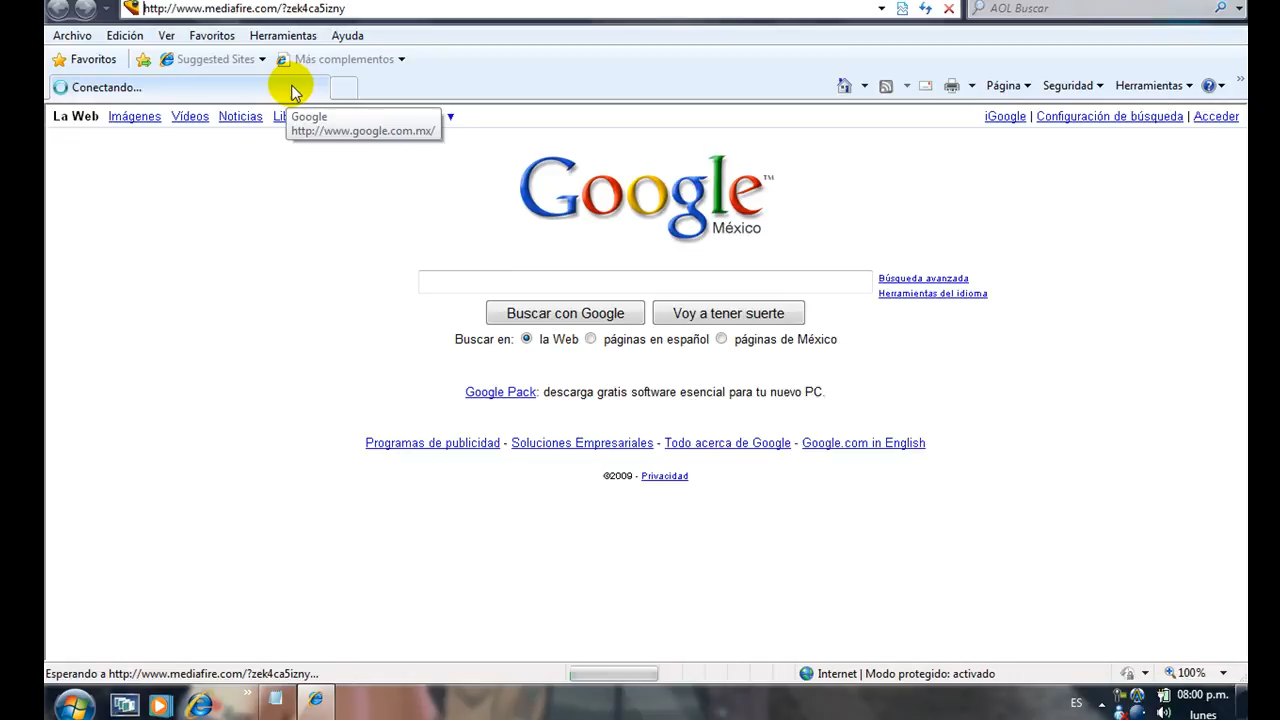 http://www.mediafire.com/?zek4ca5izny
AOL Buscar
Archivo Edición Ver Favoritos Herramientas Ayuda
Favoritos Suggested Sites Más complementos
Conectando...
Página Seguridad Herramientas
Google
http://www.google.com.mx/
La Web Imágenes Vídeos Noticias
iGoogle | Configuración de búsqueda | Acceder
Google™
México
Búsqueda avanzada
Herramientas del idioma
Buscar con Google Voy a tener suerte
Buscar en: la Web páginas en español páginas de México
Google Pack: descarga gratis software esencial para tu nuevo PC.
Programas de publicidad - Soluciones Empresariales - Todo acerca de Google - Google.com in English
©2009 - Privacidad
Esperando a http://www.mediafire.com/?zek4ca5izny...
Internet | Modo protegido: activado
100%
ES
08:00 p.m.
lunes